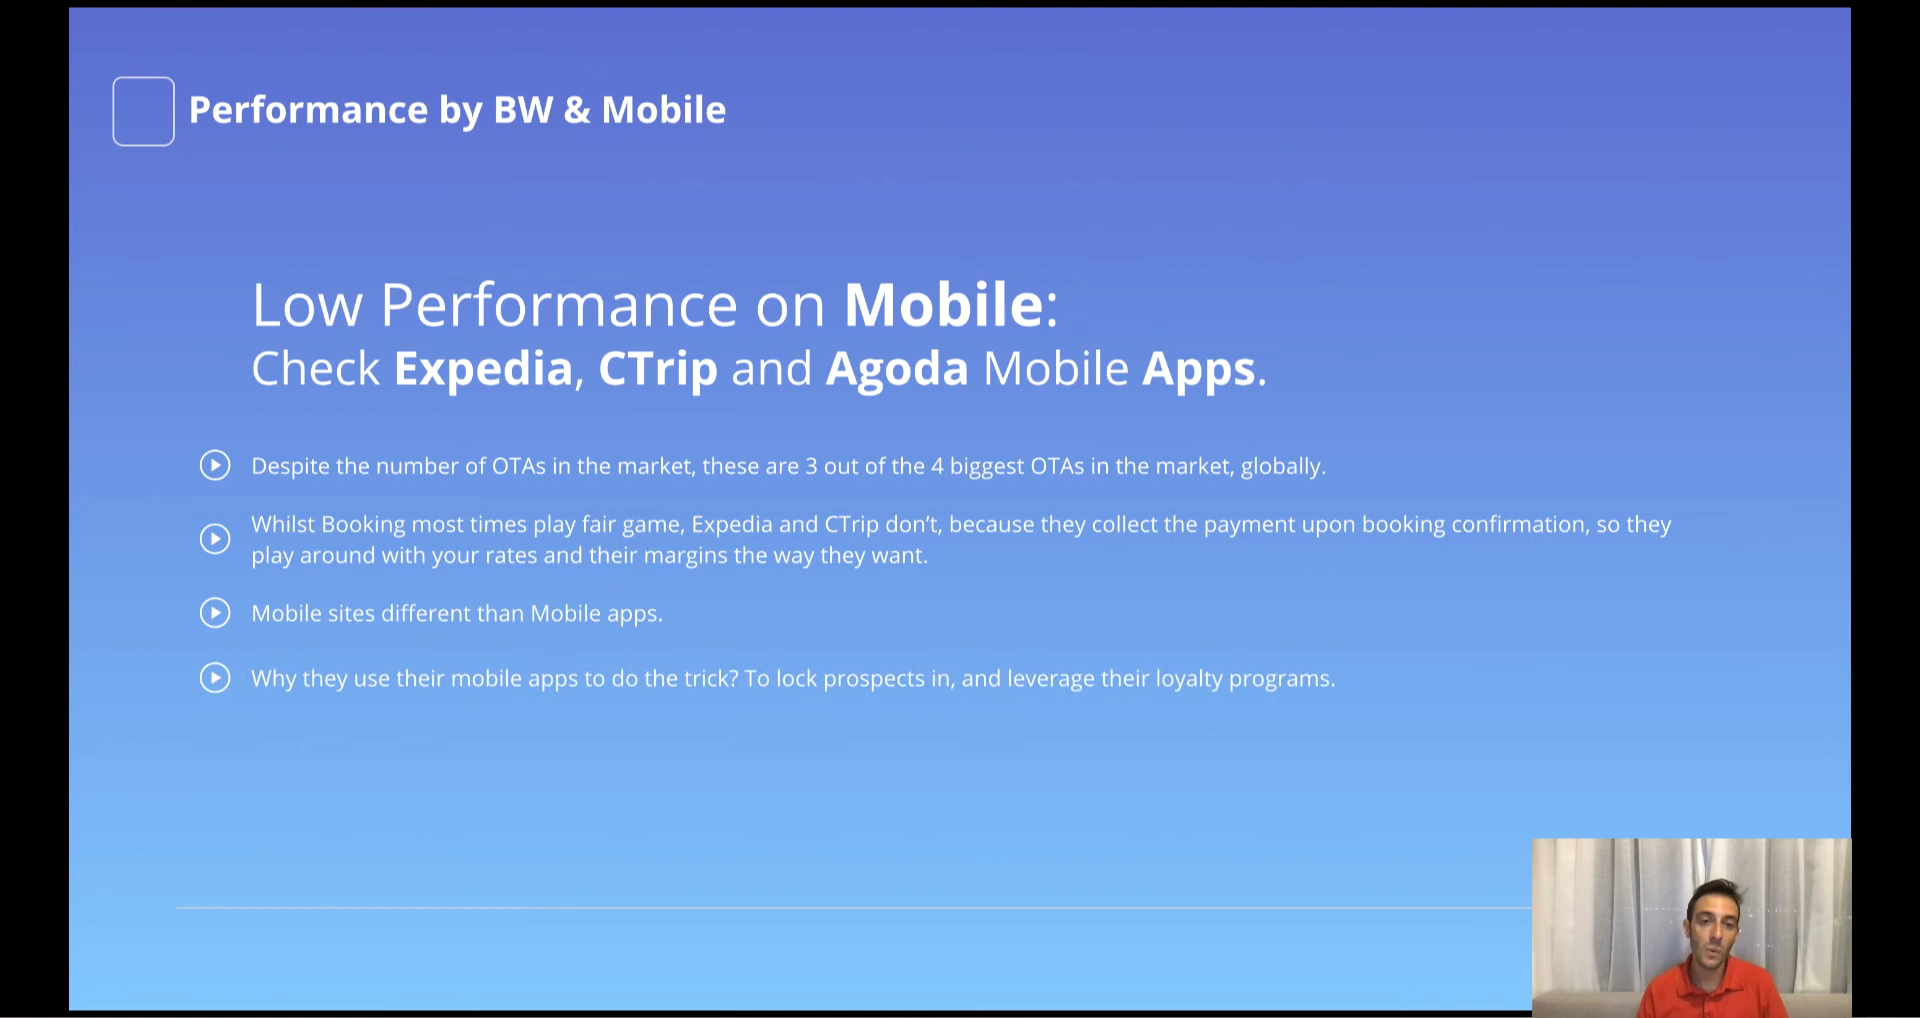 Performance by BW & Mobile
Low Performance on Mobile:
Check Expedia, CTrip and Agoda Mobile Apps.
Despite the number of OTAs in the market, these are 3 out of the 4 biggest OTAs in the market, globally.
Whilst Booking most times play fair game, Expedia and CTrip don’t, because they collect the payment upon booking confirmation, so they
play around with your rates and their margins the way they want.
Mobile sites different than Mobile apps.
Why they use their mobile apps to do the trick? To lock prospects in, and leverage their loyalty programs.